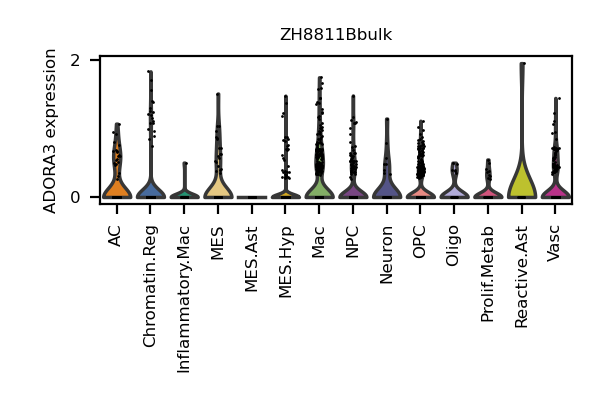 ZH8811Bbulk
ADORA3 expression
2
0
AC
Chromatin.Reg
Inflammatory.Mac
MES
MES.Ast
MES.Hyp
Mac
NPC
Neuron
OPC
Oligo
Prolif.Metab
Reactive.Ast
Vasc